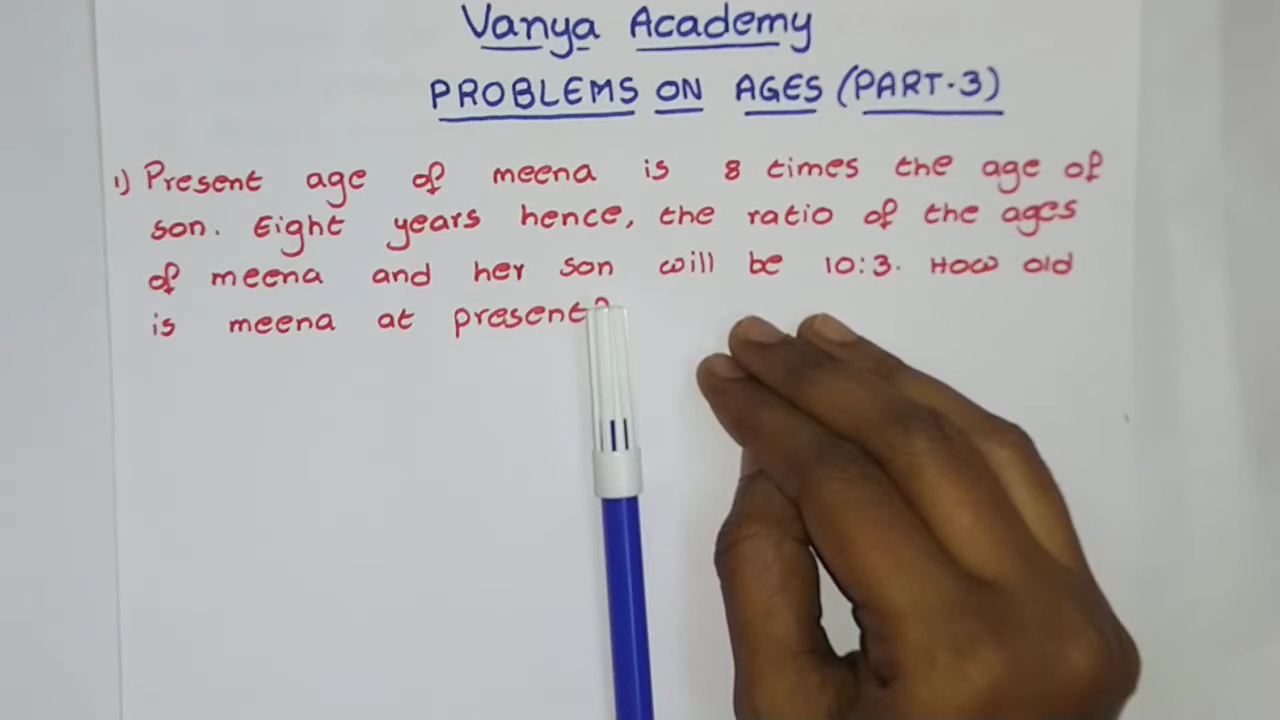 Vanya Academy
PROBLEMS ON AGES (PART-3)
1) Present age of meena is 8 times the age of
son. Eight years hence, the ratio of the ages
of meena and her son will be 10:3. How old
is meena at present?